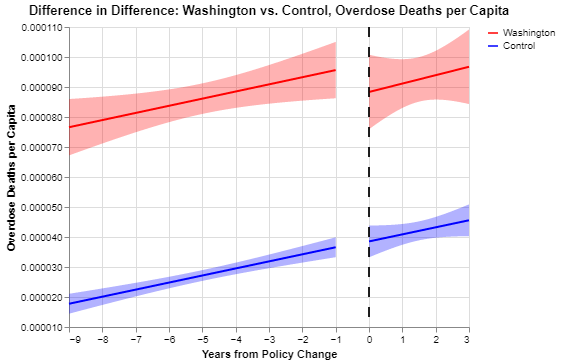 Difference in Difference: Washington vs. Control, Overdose Deaths per Capita
Washington
Control
Overdose Deaths per Capita
0.000110
0.000100
0.000090
0.000080
0.000070
0.000060
0.000050
0.000040
0.000030
0.000020
0.000010
−9 −8 −7 −6 −5 −4 −3 −2 −1 0 1 2 3
Years from Policy Change